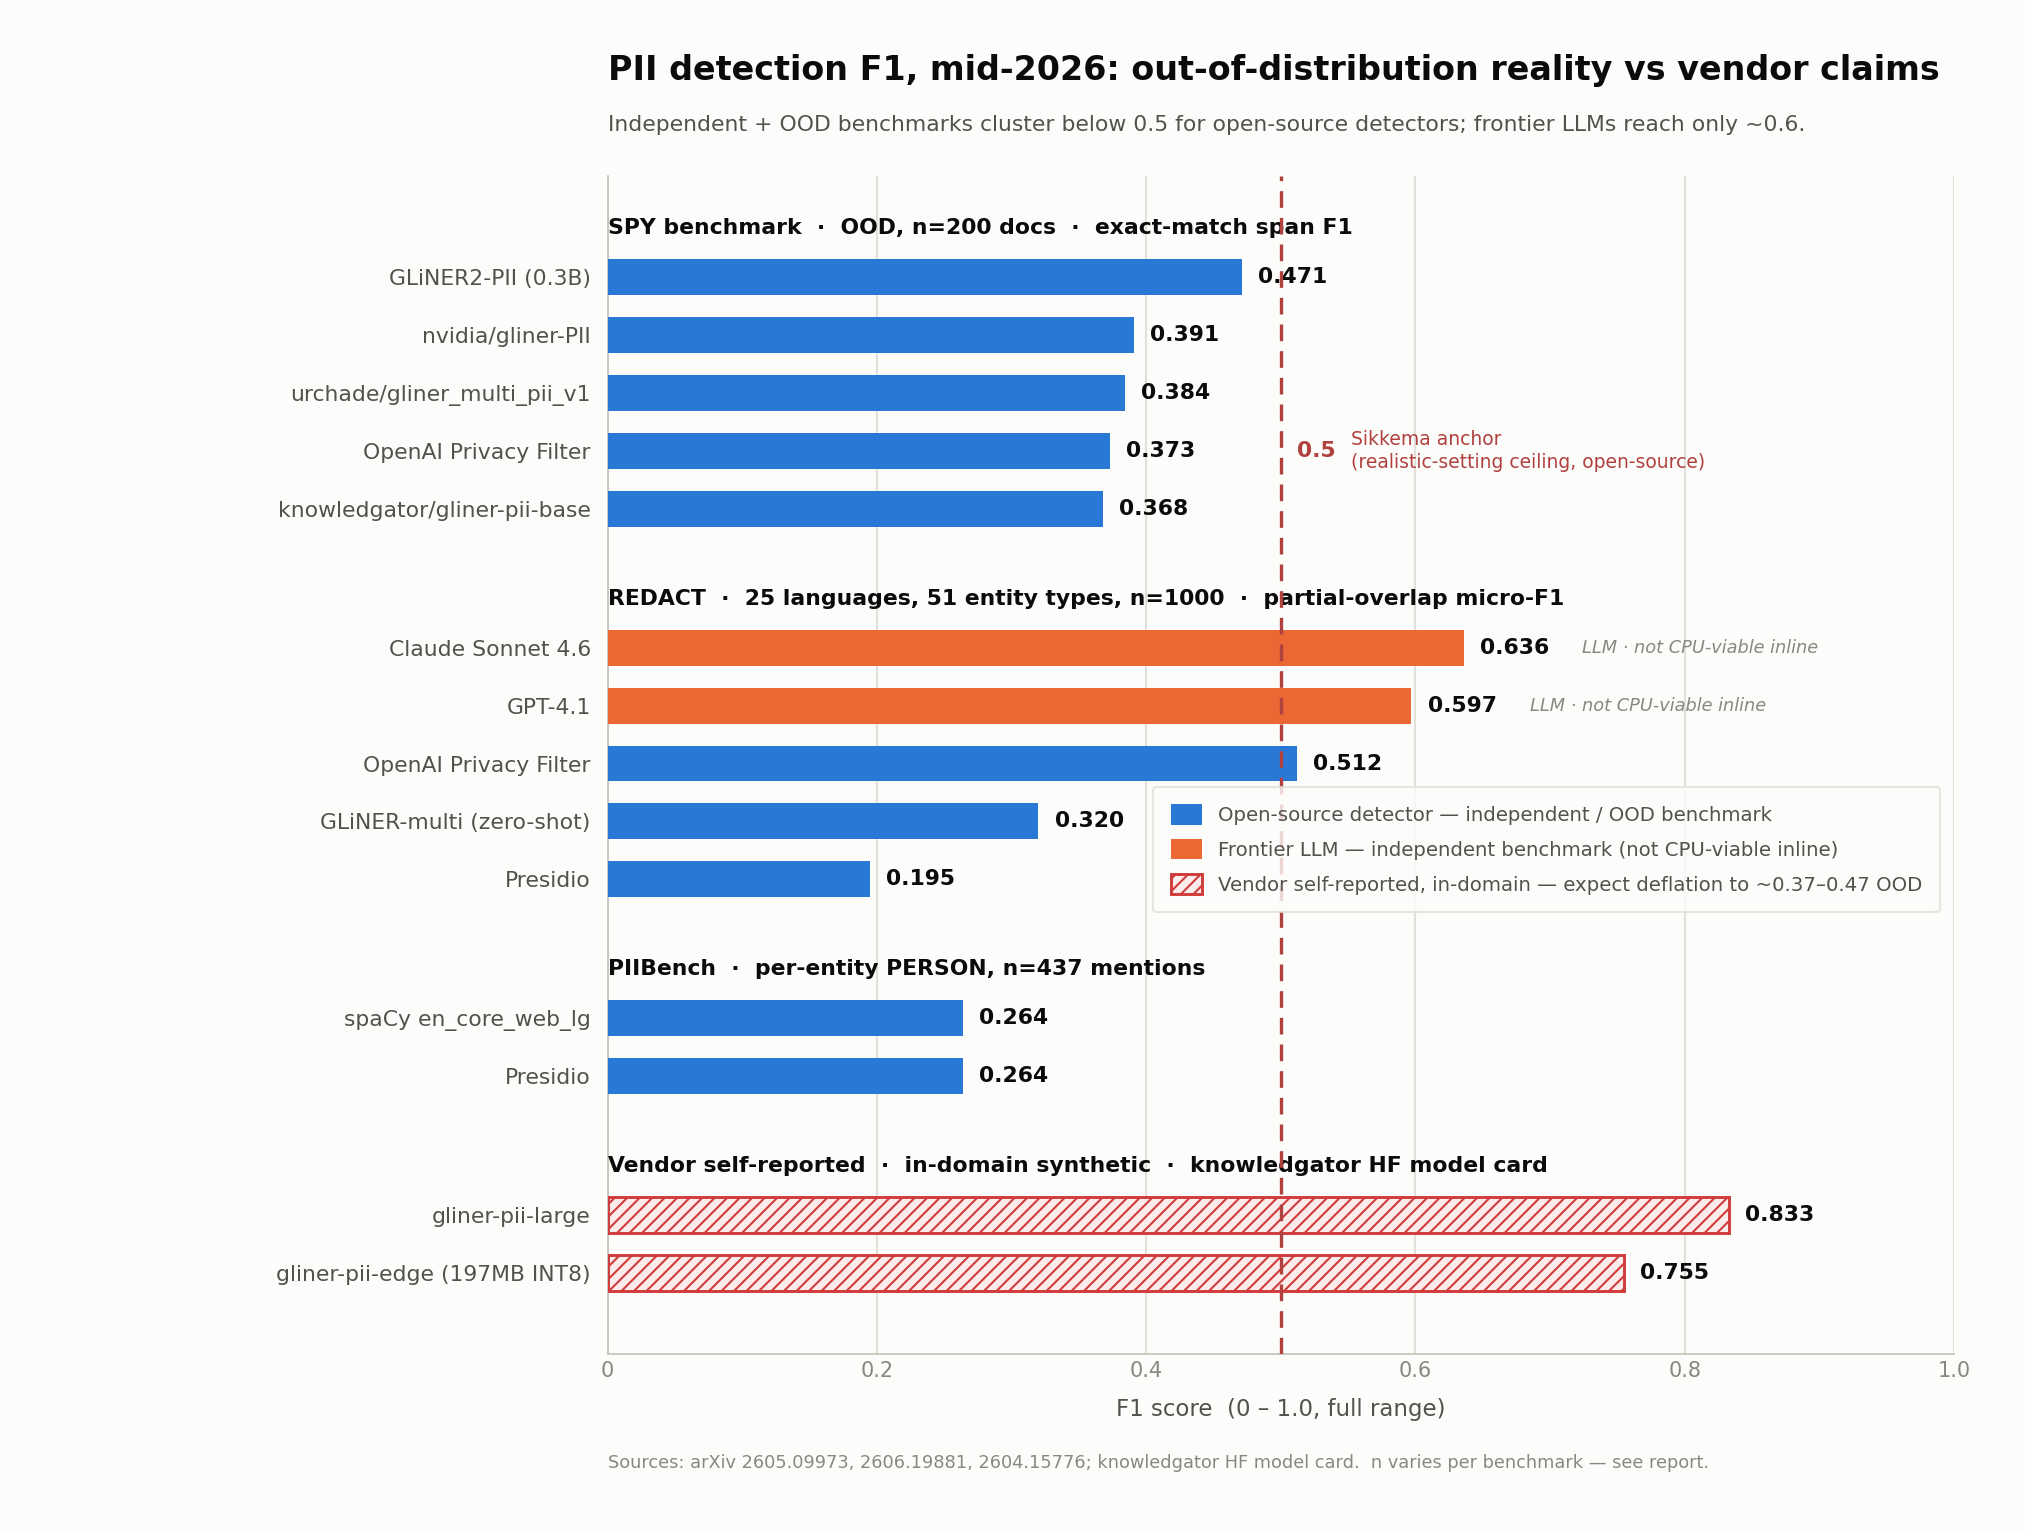 PII detection F1, mid-2026: out-of-distribution reality vs vendor claims
Independent + OOD benchmarks cluster below 0.5 for open-source detectors; frontier LLMs reach only ~0.6.
SPY benchmark · OOD, n=200 docs · exact-match span F1
GLiNER2-PII (0.3B) 0.471
nvidia/gliner-PII 0.391
urchade/gliner_multi_pii_v1 0.384
OpenAI Privacy Filter 0.373
0.5 Sikkema anchor
(realistic-setting ceiling, open-source)
knowledgator/gliner-pii-base 0.368
REDACT · 25 languages, 51 entity types, n=1000 · partial-overlap micro-F1
Claude Sonnet 4.6 0.636 LLM · not CPU-viable inline
GPT-4.1 0.597 LLM · not CPU-viable inline
OpenAI Privacy Filter 0.512
GLiNER-multi (zero-shot) 0.320
Presidio 0.195
Open-source detector — independent / OOD benchmark
Frontier LLM — independent benchmark (not CPU-viable inline)
Vendor self-reported, in-domain — expect deflation to ~0.37–0.47 OOD
PIIBench · per-entity PERSON, n=437 mentions
spaCy en_core_web_lg 0.264
Presidio 0.264
Vendor self-reported · in-domain synthetic · knowledgator HF model card
gliner-pii-large 0.833
gliner-pii-edge (197MB INT8) 0.755
0 0.2 0.4 0.6 0.8 1.0
F1 score (0 – 1.0, full range)
Sources: arXiv 2605.09973, 2606.19881, 2604.15776; knowledgator HF model card. n varies per benchmark — see report.